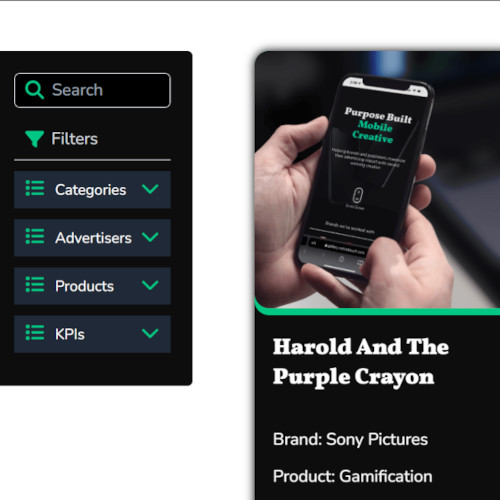 Search
Filters
Categories
Advertisers
Products
KPIs
Purpose Built
Mobile
Creative
Harold And The
Purple Crayon
Brand: Sony Pictures
Product: Gamification